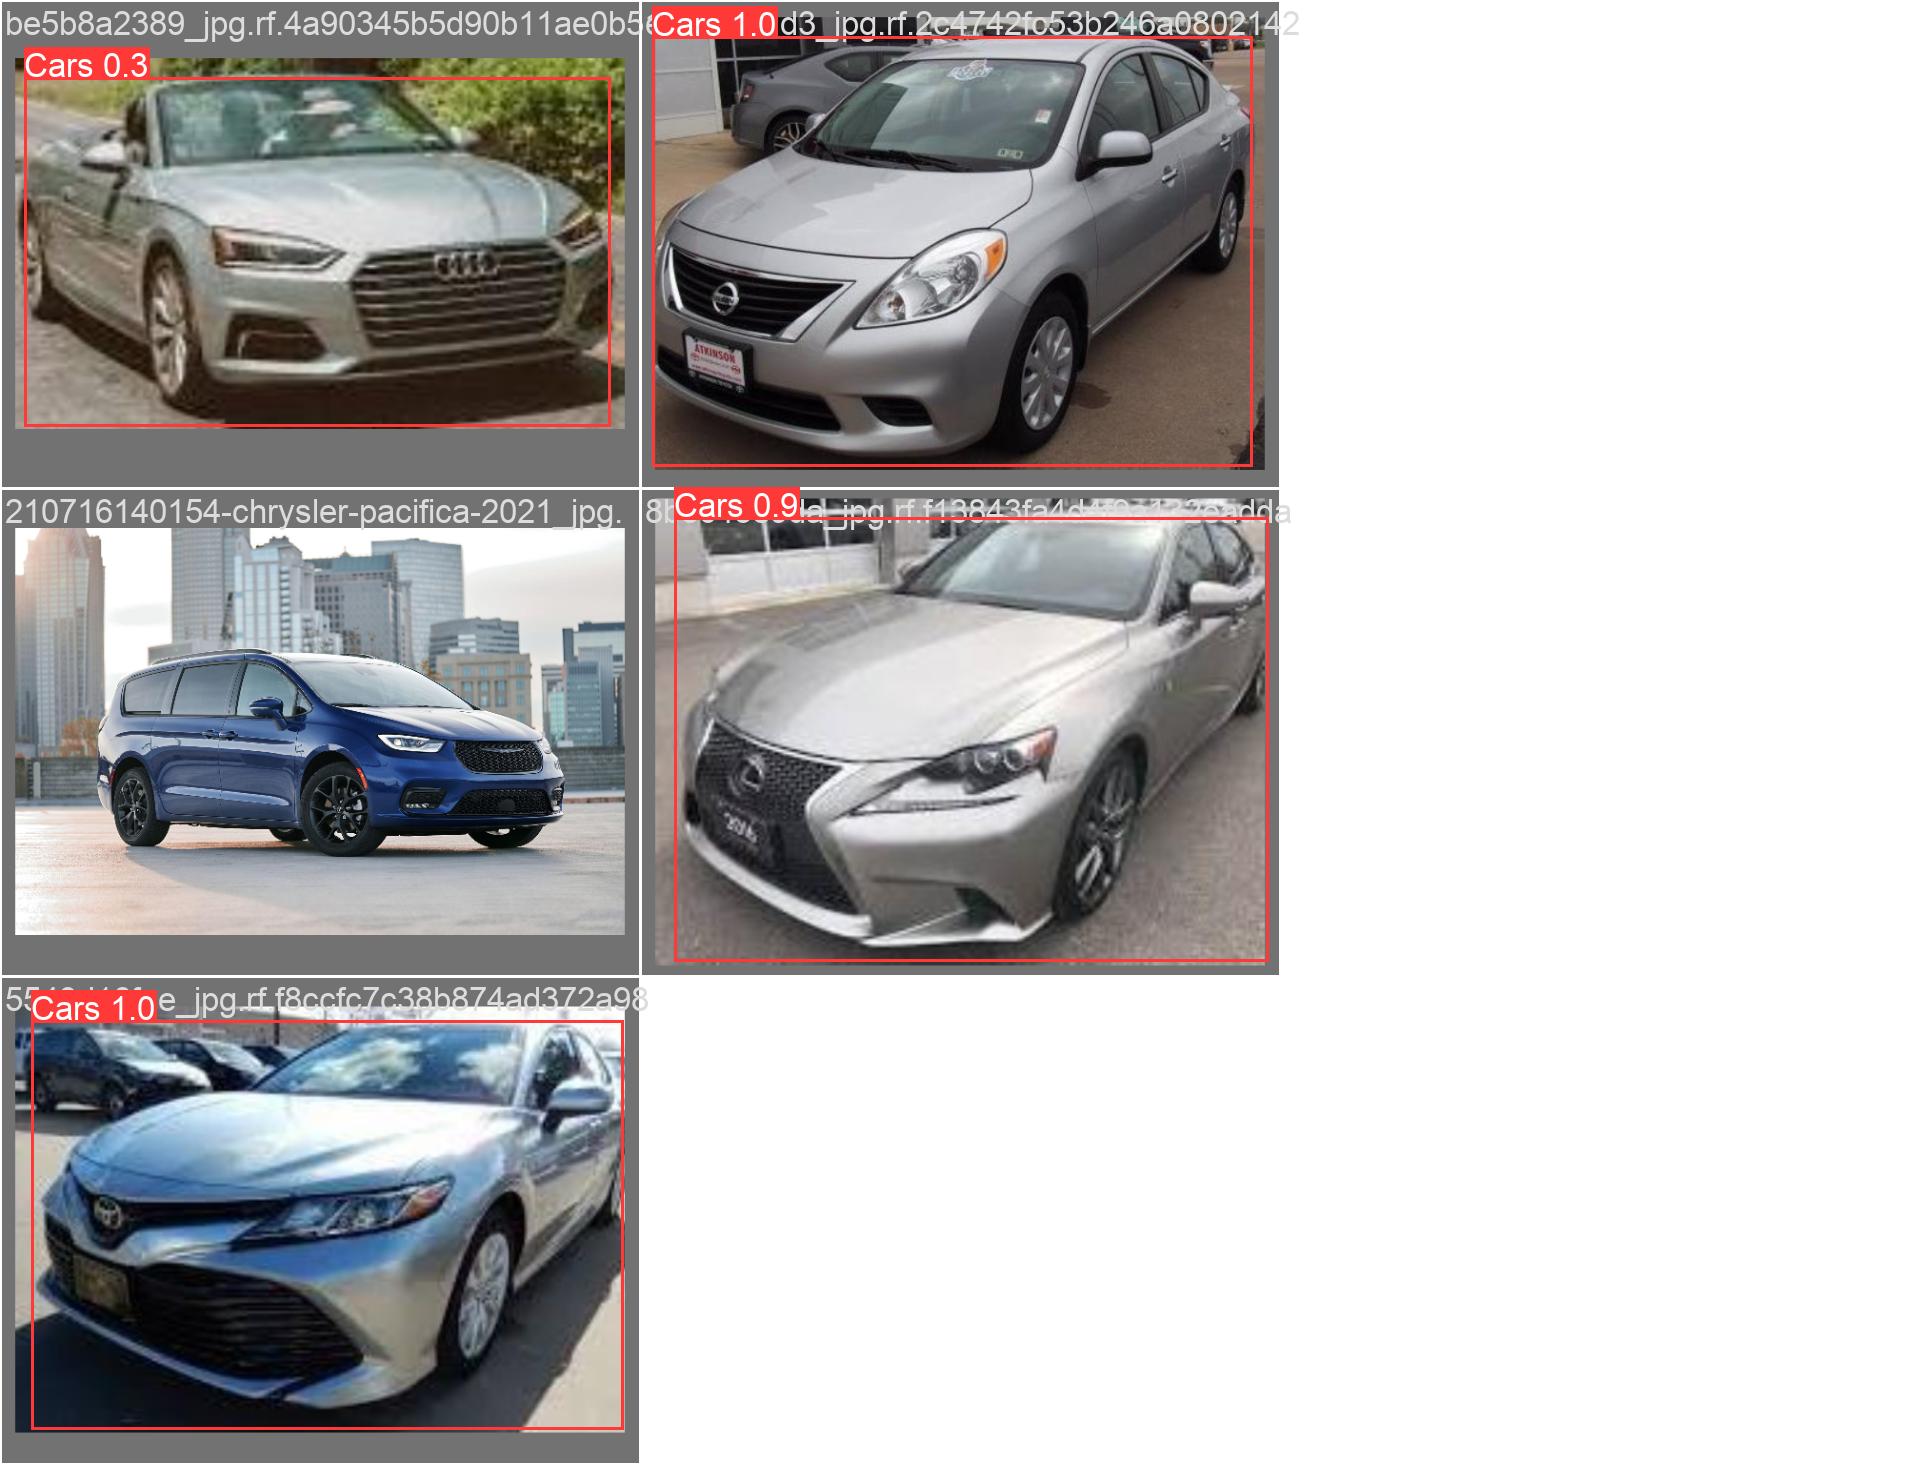 be5b8a2389_jpg.rf.4a90345b5d90b11ae0b5
Cars 1.0
d3_jpg.rf.2c4742fc53b246a0802142
Cars 0.3
ATKINSON
210716140154-chrysler-pacifica-2021_jpg.
Cars 0.9
2016
e_jpg.rf.f8ccfc7c38b874ad372a98
Cars 1.0